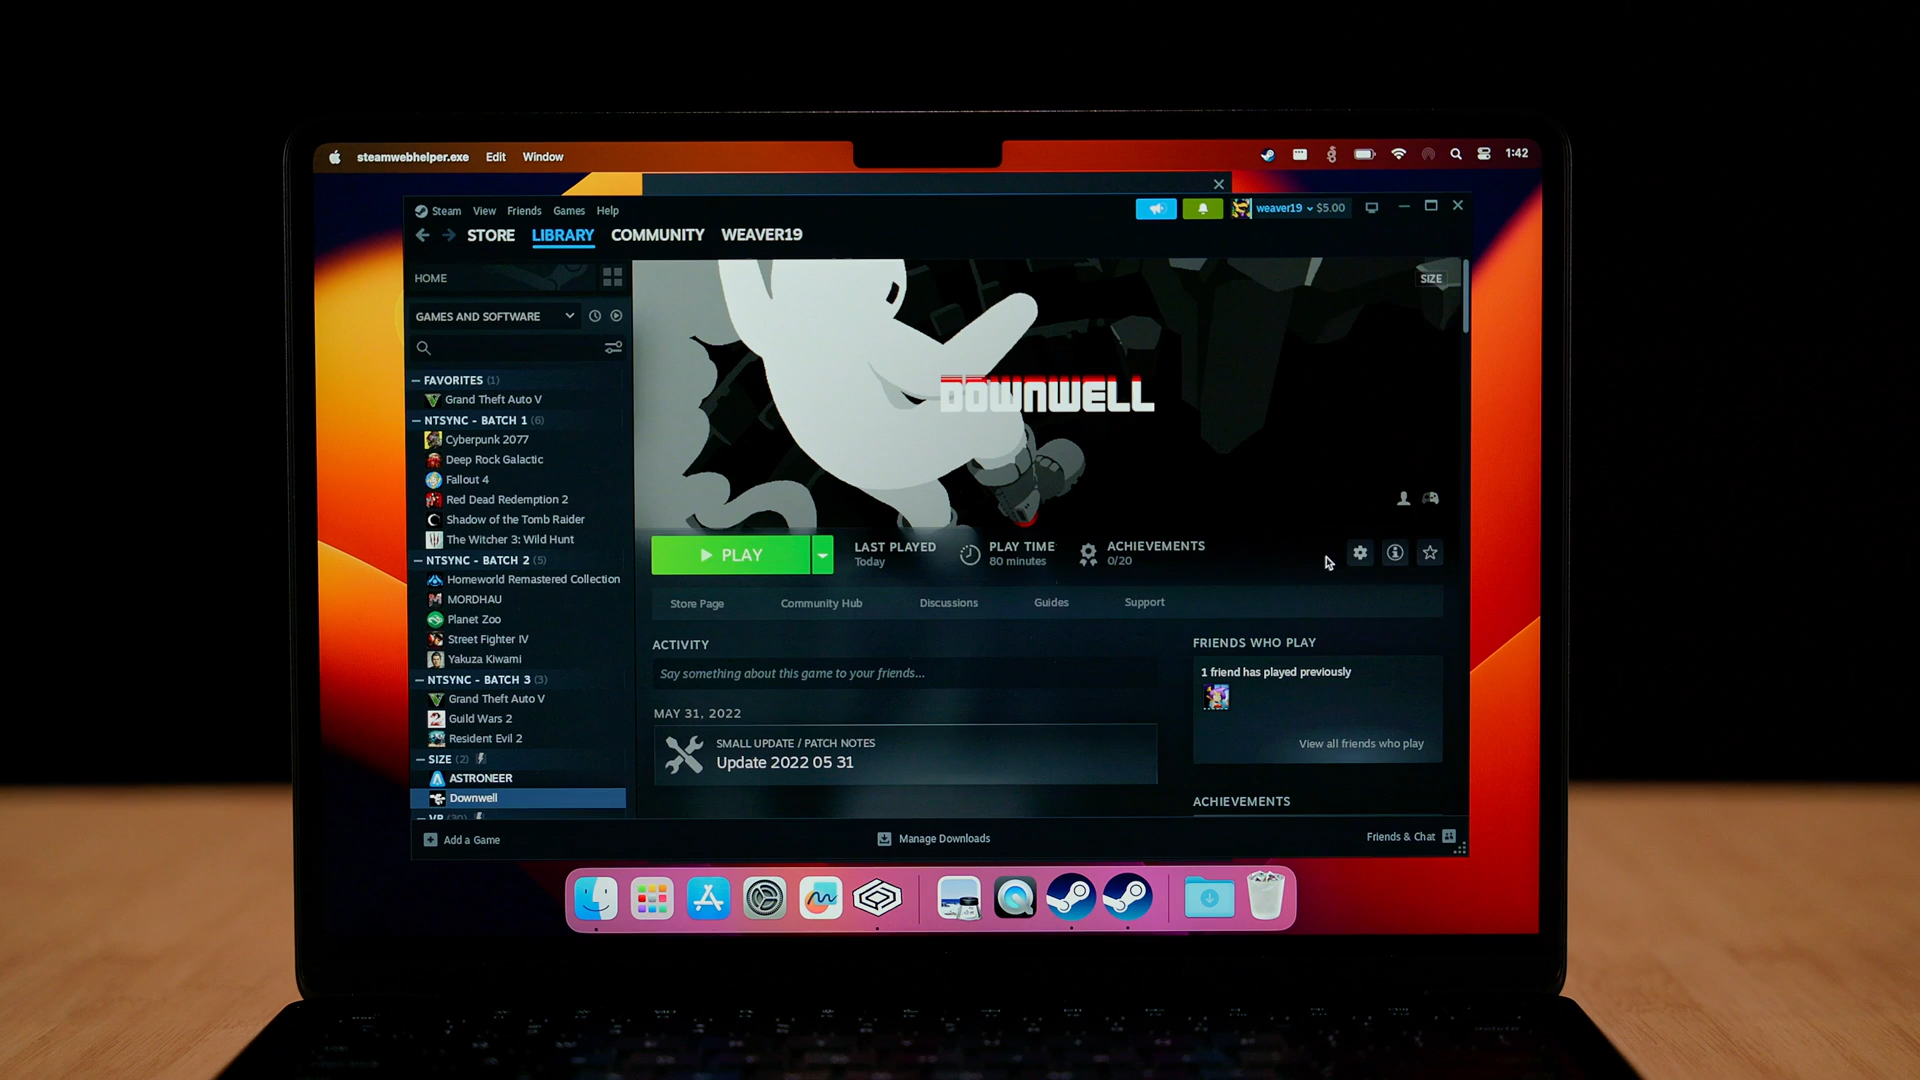 steamwebhelper.exe Edit Window 1:42
Steam View Friends Games Help weaver19 $5.00
STORE LIBRARY COMMUNITY WEAVER19
HOME
GAMES AND SOFTWARE
FAVORITES (1)
Grand Theft Auto V
NTSYNC - BATCH 1 (6)
Cyberpunk 2077
Deep Rock Galactic
Fallout 4
Red Dead Redemption 2
Shadow of the Tomb Raider
The Witcher 3: Wild Hunt
NTSYNC - BATCH 2 (5)
Homeworld Remastered Collection
MORDHAU
Planet Zoo
Street Fighter IV
Yakuza Kiwami
NTSYNC - BATCH 3 (3)
Grand Theft Auto V
Guild Wars 2
Resident Evil 2
SIZE (2)
ASTRONEER
Downwell
Add a Game
SIZE
DOWNWELL
PLAY
LAST PLAYED
Today
PLAY TIME
80 minutes
ACHIEVEMENTS
0/20
Store Page Community Hub Discussions Guides Support
ACTIVITY
Say something about this game to your friends...
MAY 31, 2022
SMALL UPDATE / PATCH NOTES
Update 2022 05 31
FRIENDS WHO PLAY
1 friend has played previously
View all friends who play
ACHIEVEMENTS
Manage Downloads
Friends & Chat